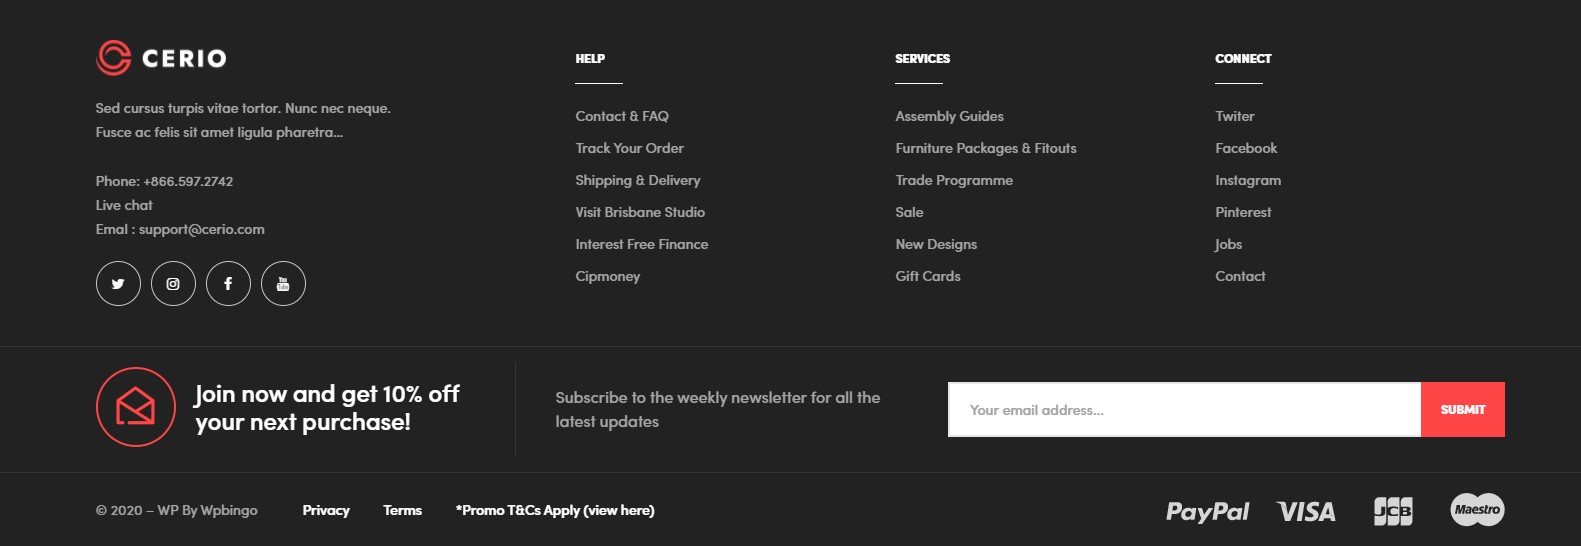 CERIO
Sed cursus turpis vitae tortor. Nunc nec neque.
Fusce ac felis sit amet ligula pharetra...
Phone: +866.597.2742
Live chat
Emal : support@cerio.com
You
Tube
HELP
Contact & FAQ
Track Your Order
Shipping & Delivery
Visit Brisbane Studio
Interest Free Finance
Cipmoney
SERVICES
Assembly Guides
Furniture Packages & Fitouts
Trade Programme
Sale
New Designs
Gift Cards
CONNECT
Twiter
Facebook
Instagram
Pinterest
Jobs
Contact
Join now and get 10% off
your next purchase!
Subscribe to the weekly newsletter for all the
latest updates
Your email address...
SUBMIT
© 2020 – WP By Wpbingo
Privacy
Terms
*Promo T&Cs Apply (view here)
PayPal
VISA
JCB
Maestro